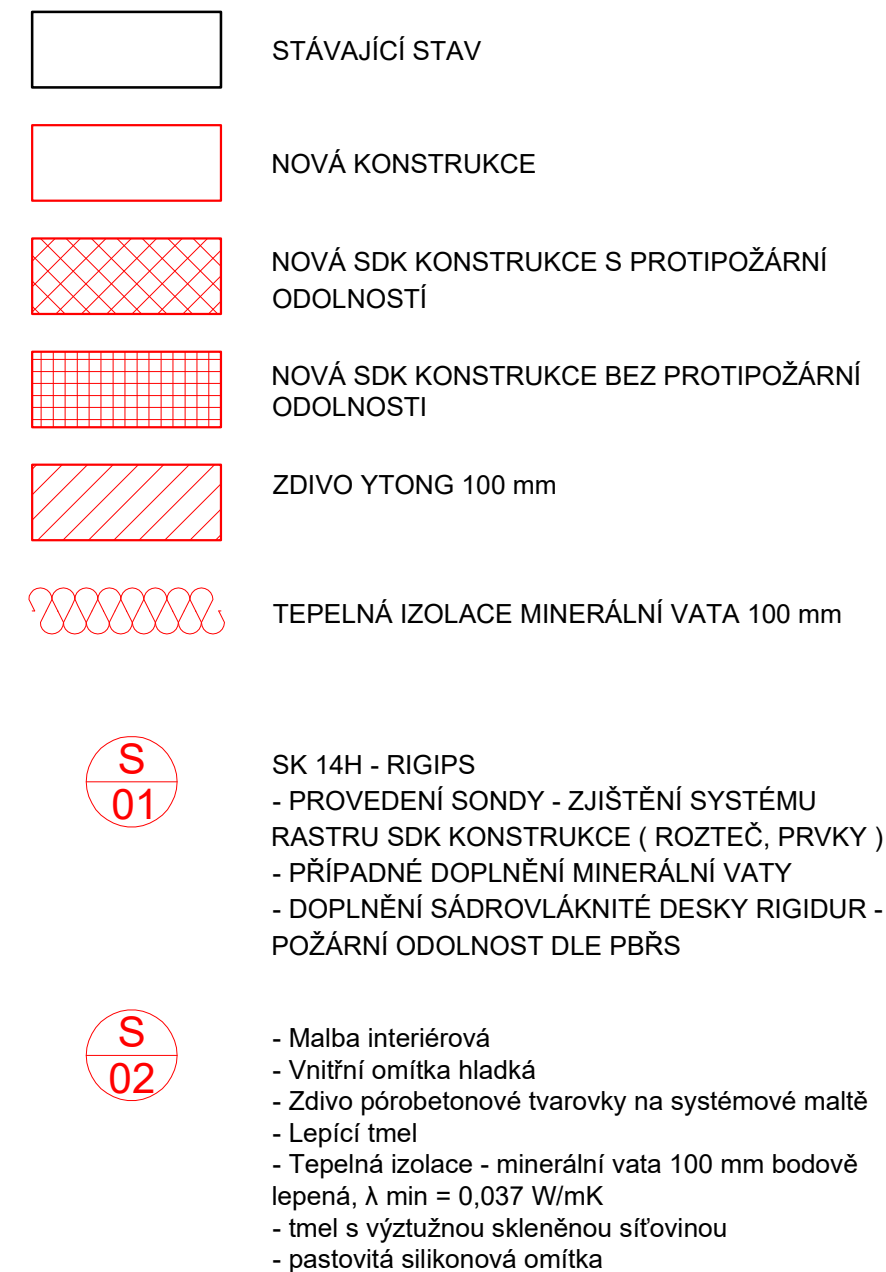 STÁVAJÍCÍ STAV
NOVÁ KONSTRUKCE
NOVÁ SDK KONSTRUKCE S PROTIPOŽÁRNÍ
ODOLNOSTÍ
NOVÁ SDK KONSTRUKCE BEZ PROTIPOŽÁRNÍ
ODOLNOSTI
ZDIVO YTONG 100 mm
TEPELNÁ IZOLACE MINERÁLNÍ VATA 100 mm
S
01
SK 14H - RIGIPS
- PROVEDENÍ SONDY - ZJIŠTĚNÍ SYSTÉMU
RASTRU SDK KONSTRUKCE ( ROZTEČ, PRVKY )
- PŘÍPADNÉ DOPLNĚNÍ MINERÁLNÍ VATY
- DOPLNĚNÍ SÁDROVLÁKNITÉ DESKY RIGIDUR -
POŽÁRNÍ ODOLNOST DLE PBŘS
S
02
- Malba interiérová
- Vnitřní omítka hladká
- Zdivo pórobetonové tvarovky na systémové maltě
- Lepící tmel
- Tepelná izolace - minerální vata 100 mm bodově
lepená, λ min = 0,037 W/mK
- tmel s výztužnou skleněnou síťovinou
- pastovitá silikonová omítka